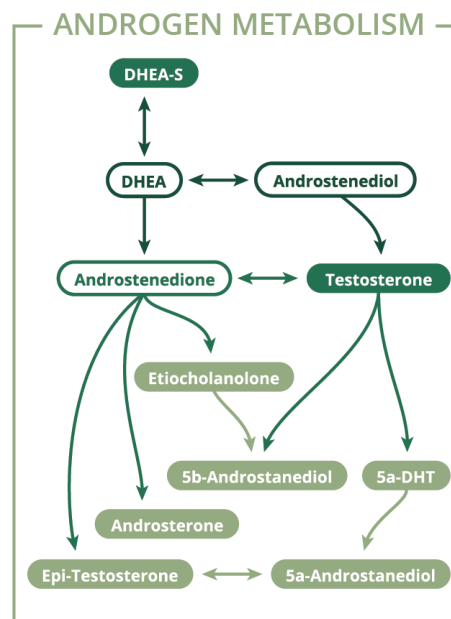 ANDROGEN METABOLISM
DHEA-S
DHEA
Androstenediol
Androstenedione
Testosterone
Etiocholanolone
5b-Androstanediol
5a-DHT
Androsterone
Epi-Testosterone
5a-Androstanediol